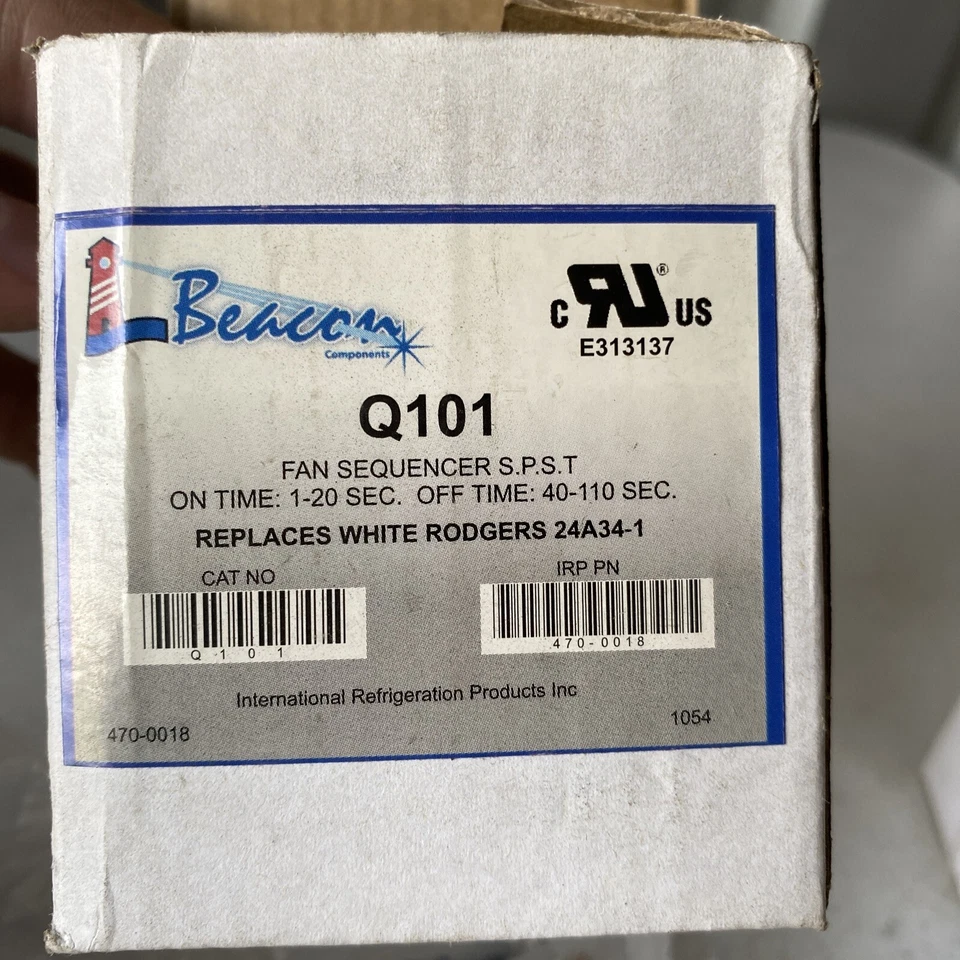 Beacon
Components
C RU ® US
E313137
Q101
FAN SEQUENCER S.P.S.T
ON TIME: 1-20 SEC. OFF TIME: 40-110 SEC.
REPLACES WHITE RODGERS 24A34-1
CAT NO
IRP PN
Q 1 0 1
470-0018
International Refrigeration Products Inc
470-0018
1054